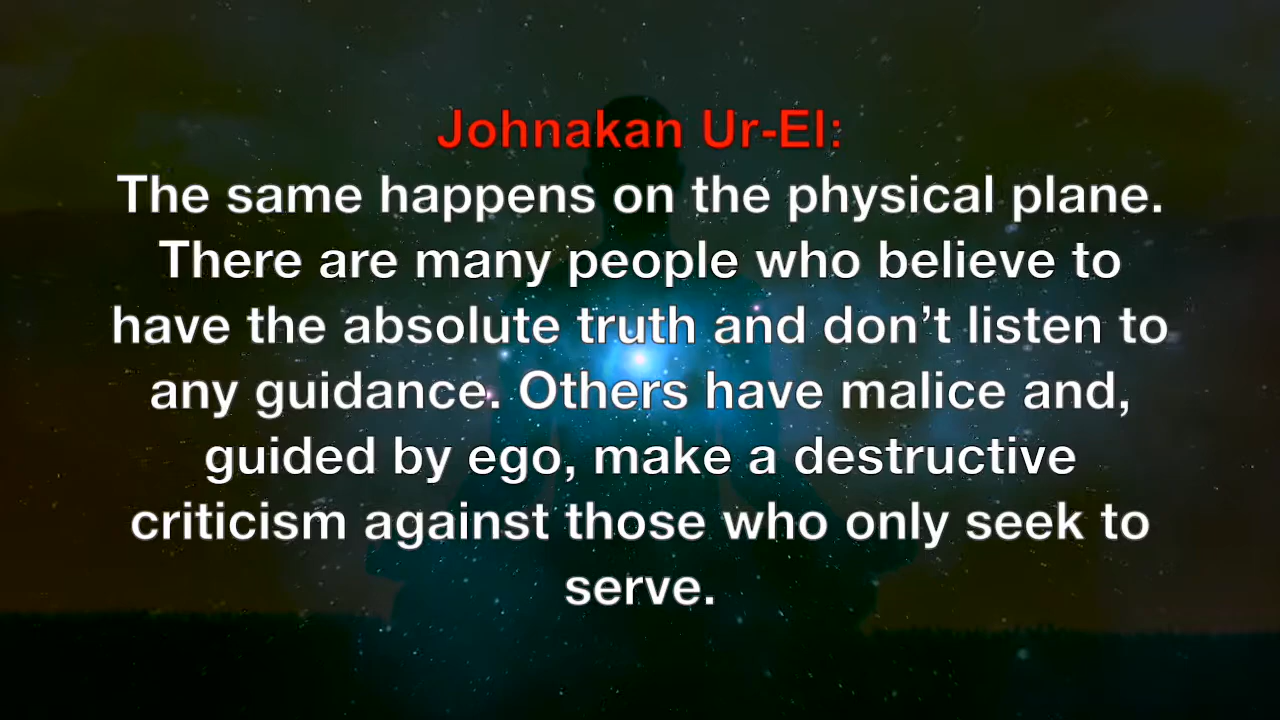 Johnakan Ur-El:
The same happens on the physical plane.
There are many people who believe to
have the absolute truth and don’t listen to
any guidance. Others have malice and,
guided by ego, make a destructive
criticism against those who only seek to
serve.